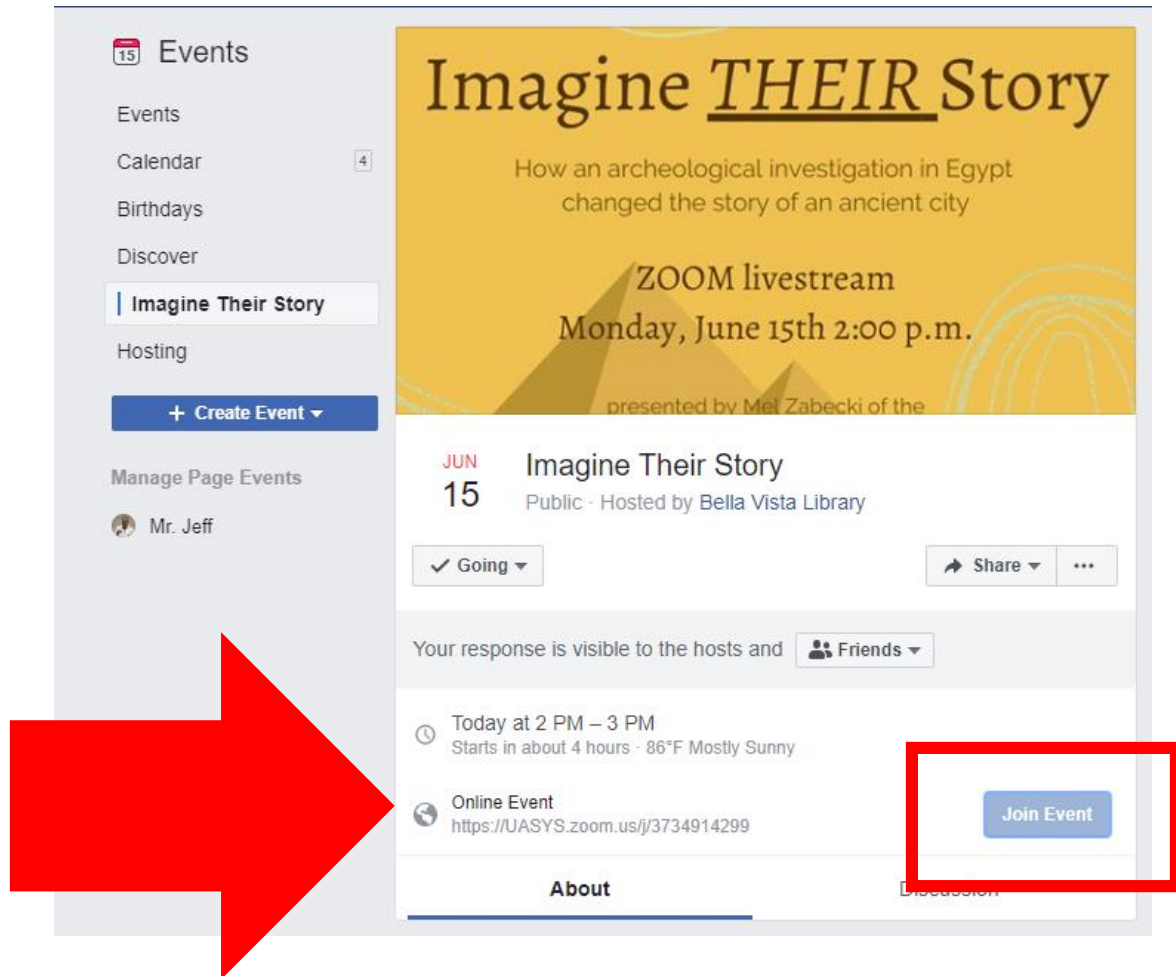 15 Events
Events
Calendar 4
Birthdays
Discover
Imagine Their Story
Hosting
+ Create Event
Manage Page Events
Mr. Jeff
Imagine THEIR Story
How an archeological investigation in Egypt
changed the story of an ancient city
ZOOM livestream
Monday, June 15th 2:00 p.m.
presented by Mel Zabecki of the
JUN
15
Imagine Their Story
Public · Hosted by Bella Vista Library
Going
Share ...
Your response is visible to the hosts and Friends
Today at 2 PM – 3 PM
Starts in about 4 hours · 86°F Mostly Sunny
Online Event
https://UASYS.zoom.us/j/3734914299
Join Event
About Discussion